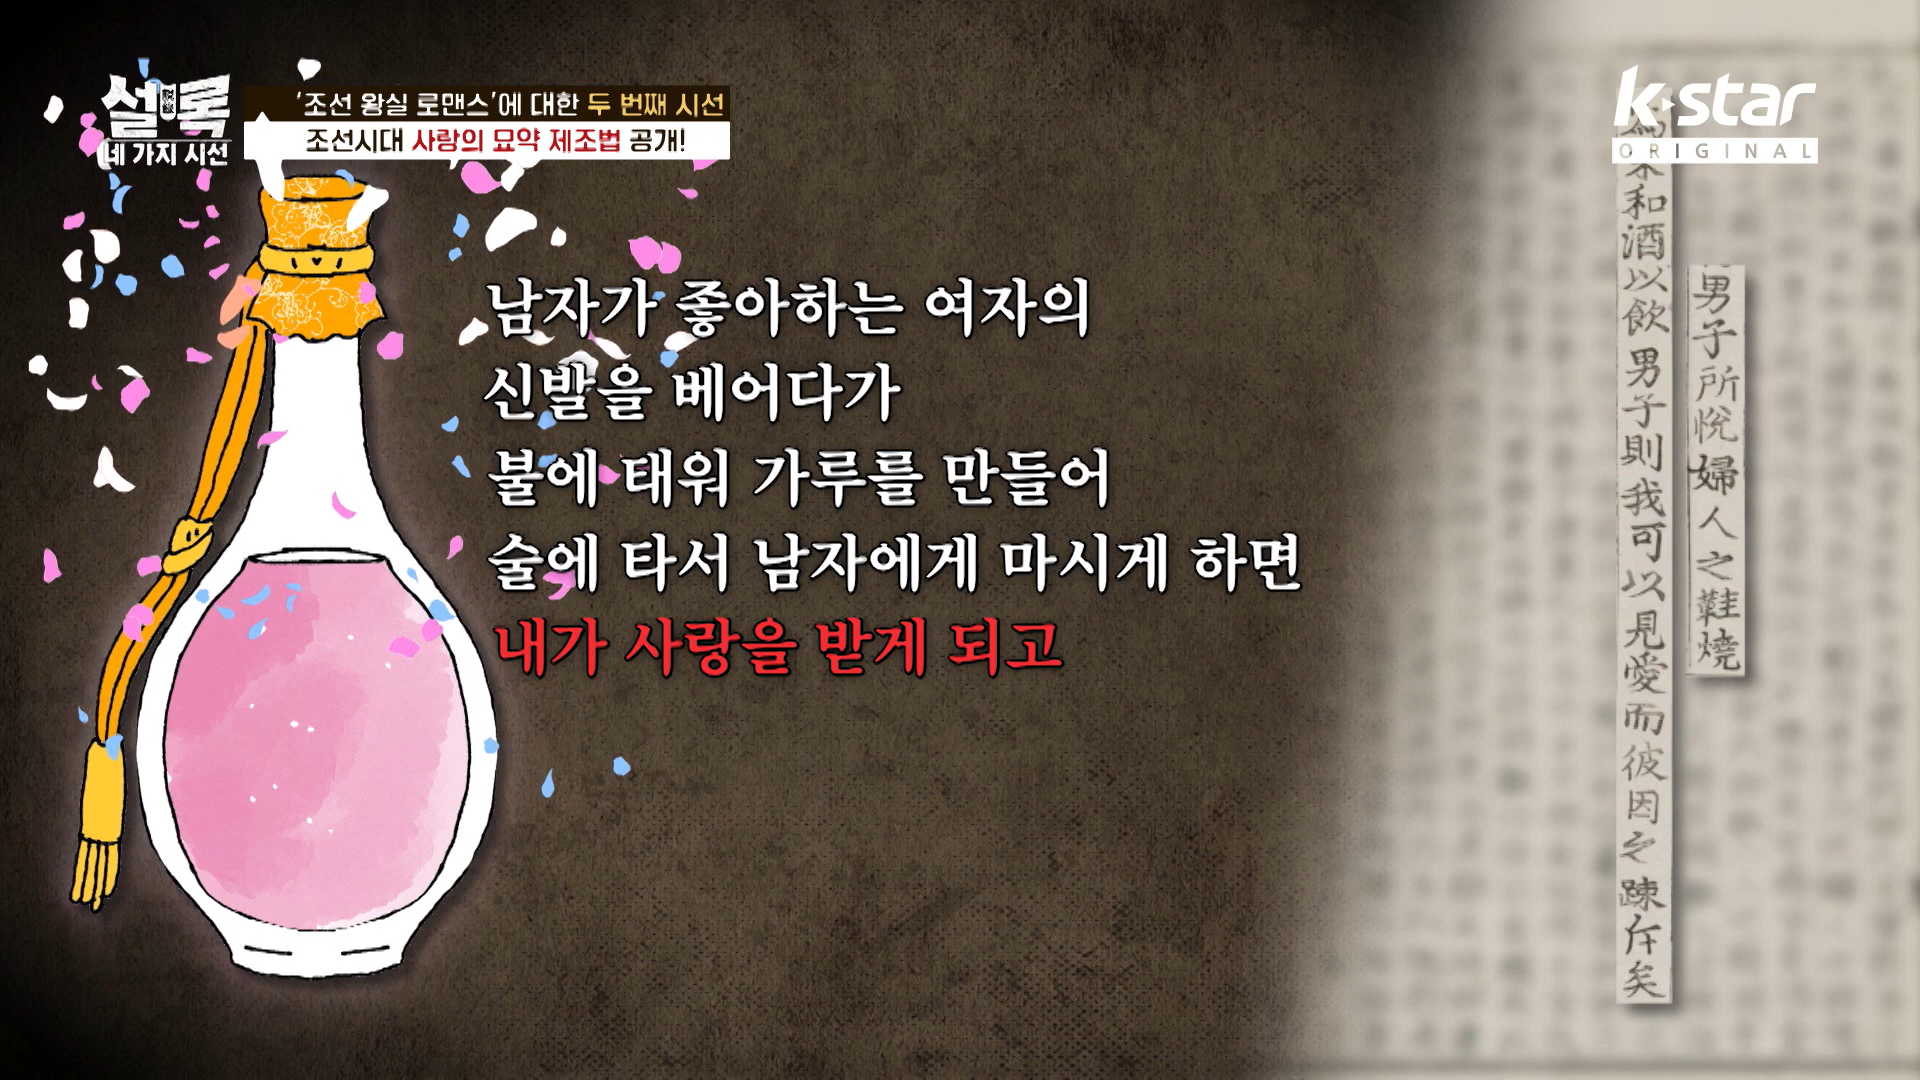 설록
네 가지 시선
'조선 왕실 로맨스'에 대한 두 번째 시선
조선시대 사랑의 묘약 제조법 공개!
k star
ORIGINAL
남자가 좋아하는 여자의
신발을 베어다가
불에 태워 가루를 만들어
술에 타서 남자에게 마시게 하면
내가 사랑을 받게 되고
男子所悅婦人之鞋燒
爲末和酒以飮男子則我可以見愛而彼因之踈斥矣